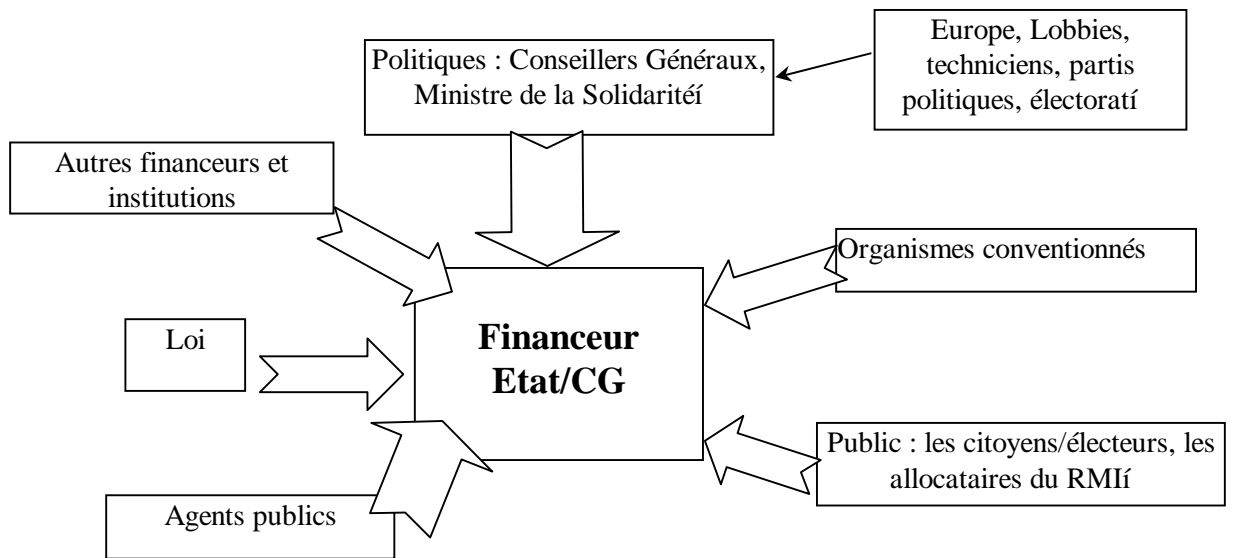 Europe, Lobbies,
techniciens, partis
politiques, électoratí
Politiques : Conseillers Généraux,
Ministre de la Solidaritéí
Autres financeurs et
institutions
Organismes conventionnés
Loi
Financeur
Etat/CG
Public : les citoyens/électeurs, les
allocataires du RMIí
Agents publics